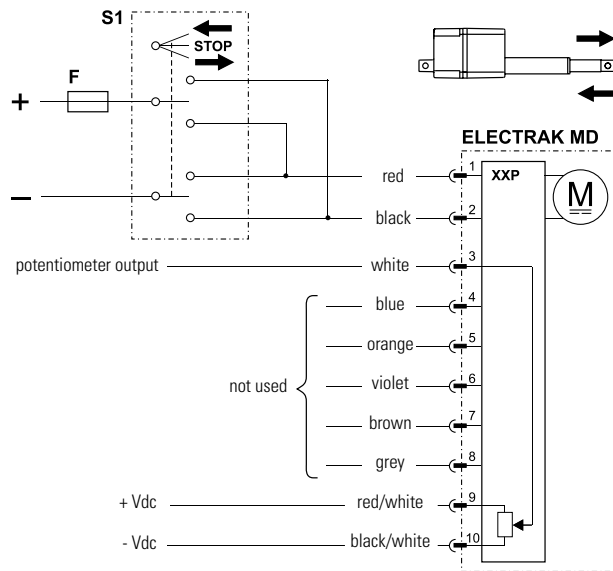 S1
STOP
F
+
–
ELECTRAK MD
XXP
M
red 1
black 2
potentiometer output white 3
blue 4
orange 5
not used violet 6
brown 7
grey 8
+ Vdc red/white 9
- Vdc black/white 10